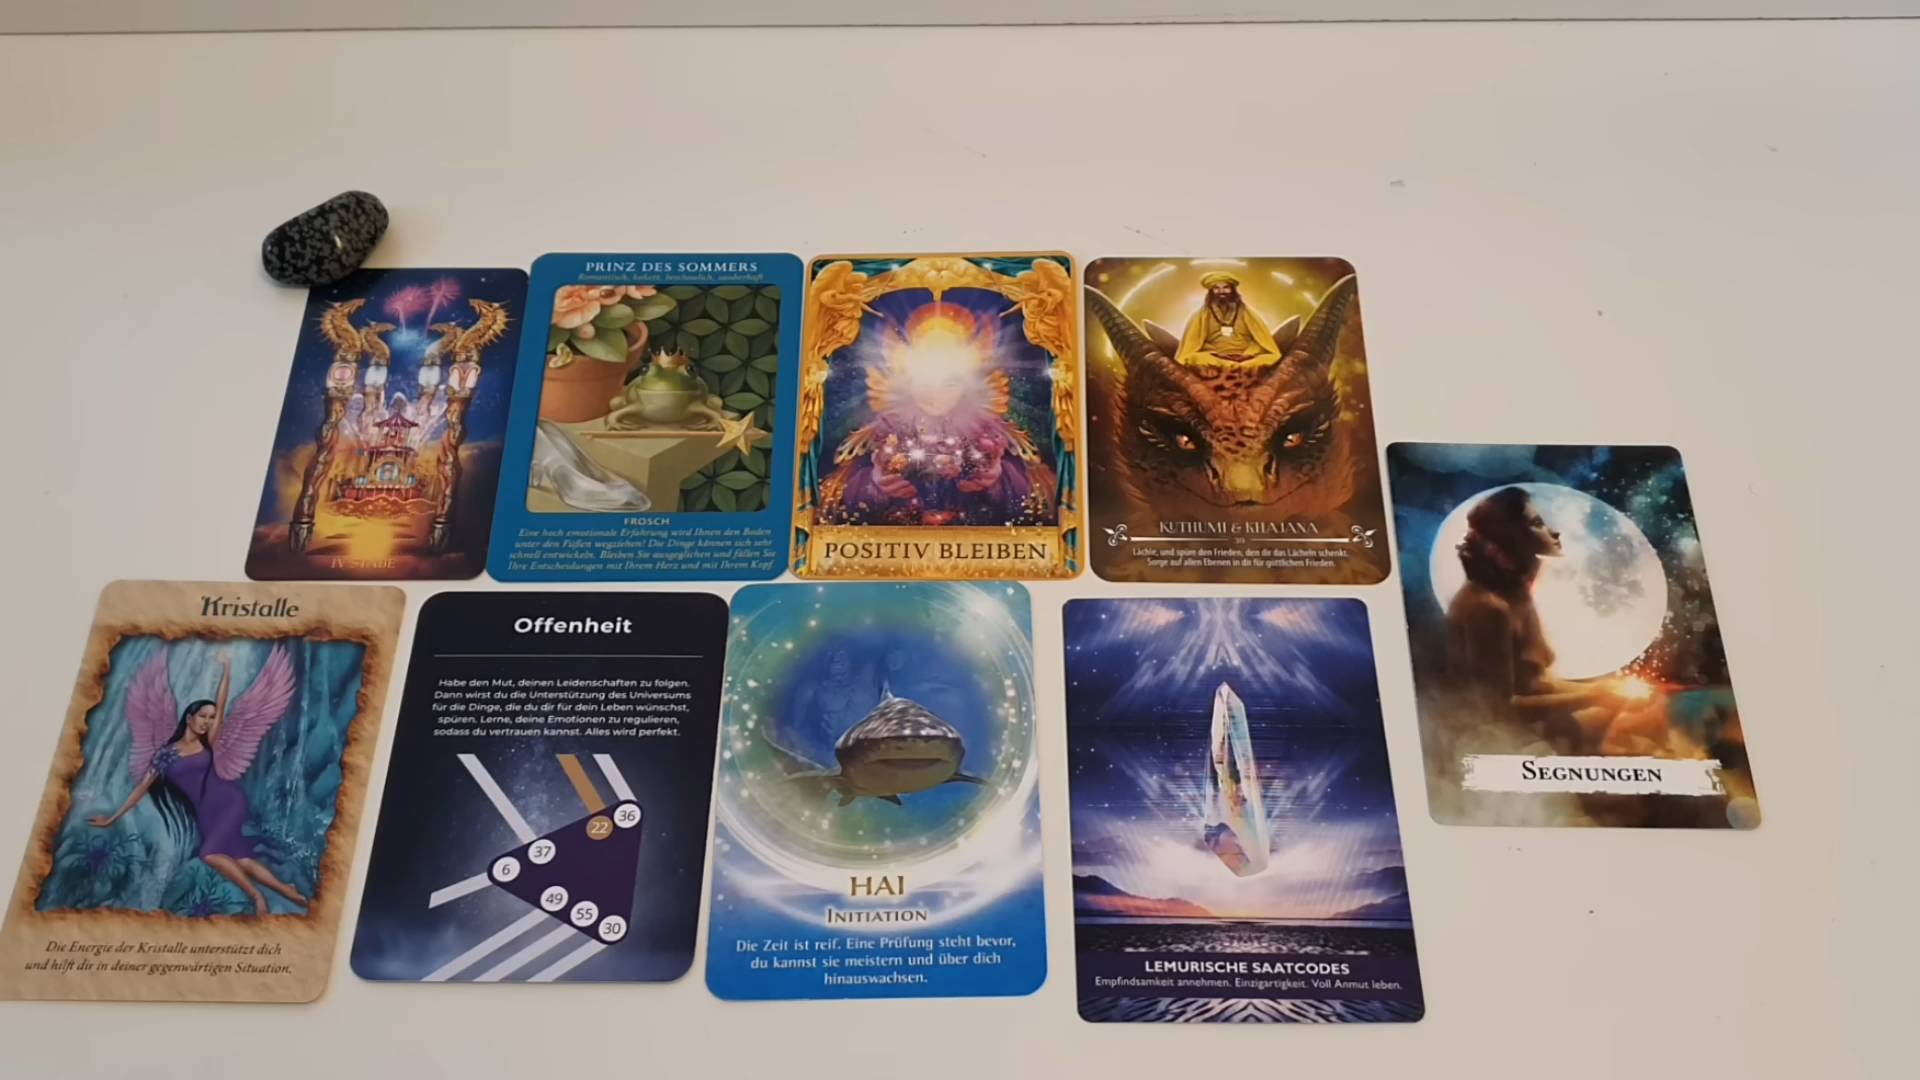 IV STÄBE
PRINZ DES SOMMERS
Romantisch, kokett, beschaulich, zauberhaft
FROSCH
Eine hoch emotionale Erfahrung wird Ihnen den Boden
unter den Füßen wegziehen! Die Dinge können sich sehr
schnell entwickeln. Bleiben Sie ausgeglichen und fällen Sie
Ihre Entscheidungen mit Ihrem Herz und mit Ihrem Kopf.
POSITIV BLEIBEN
KUTHUMI & KHAIANA
39
Lächle, und spüre den Frieden, den dir das Lächeln schenkt.
Sorge auf allen Ebenen in dir für göttlichen Frieden.
SEGNUNGEN
Kristalle
Die Energie der Kristalle unterstützt dich
und hilft dir in deiner gegenwärtigen Situation.
Offenheit
Habe den Mut, deinen Leidenschaften zu folgen.
Dann wirst du die Unterstützung des Universums
für die Dinge, die du dir für dein Leben wünschst,
spüren. Lerne, deine Emotionen zu regulieren,
sodass du vertrauen kannst. Alles wird perfekt.
36
22
37
6
49
55
30
HAI
INITIATION
Die Zeit ist reif. Eine Prüfung steht bevor,
du kannst sie meistern und über dich
hinauswachsen.
LEMURISCHE SAATCODES
Empfindsamkeit annehmen. Einzigartigkeit. Voll Anmut leben.